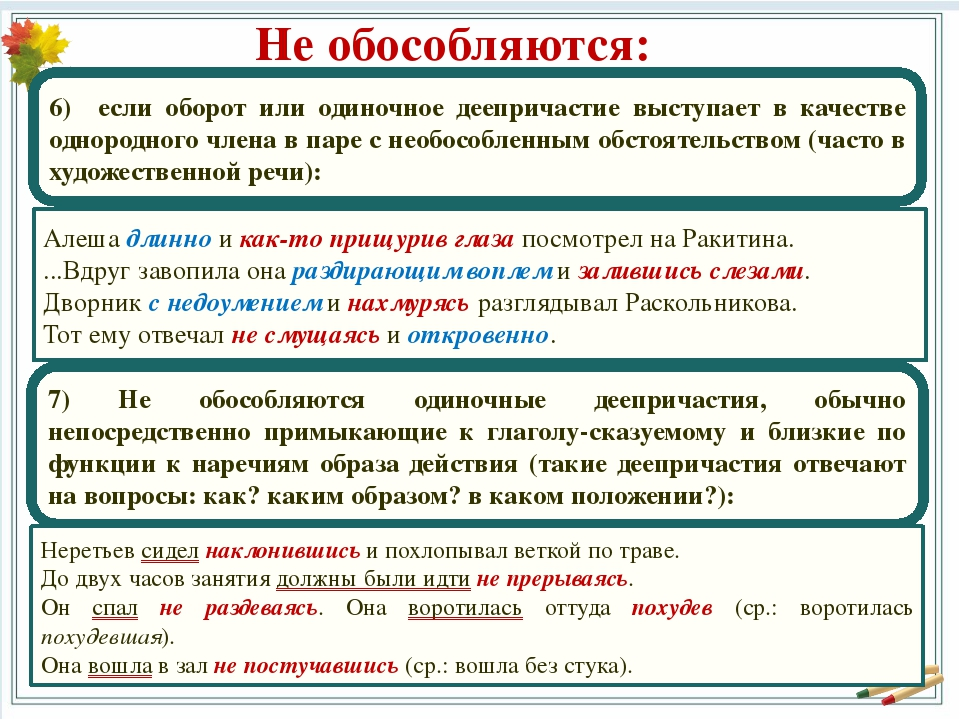 Не обособляются:
6) если оборот или одиночное деепричастие выступает в качестве
однородного члена в паре с необособленным обстоятельством (часто в
художественной речи):
Алеша длинно и как-то прищурив глаза посмотрел на Ракитина.
...Вдруг завопила она раздирающим воплем и залившись слезами.
Дворник с недоумением и нахмурясь разглядывал Раскольникова.
Тот ему отвечал не смущаясь и откровенно.
7) Не обособляются одиночные деепричастия, обычно
непосредственно примыкающие к глаголу-сказуемому и близкие по
функции к наречиям образа действия (такие деепричастия отвечают
на вопросы: как? каким образом? в каком положении?):
Неретьев сидел наклонившись и похлопывал веткой по траве.
До двух часов занятия должны были идти не прерываясь.
Он спал не раздеваясь. Она воротилась оттуда похудев (ср.: воротилась
похудевшая).
Она вошла в зал не постучавшись (ср.: вошла без стука).